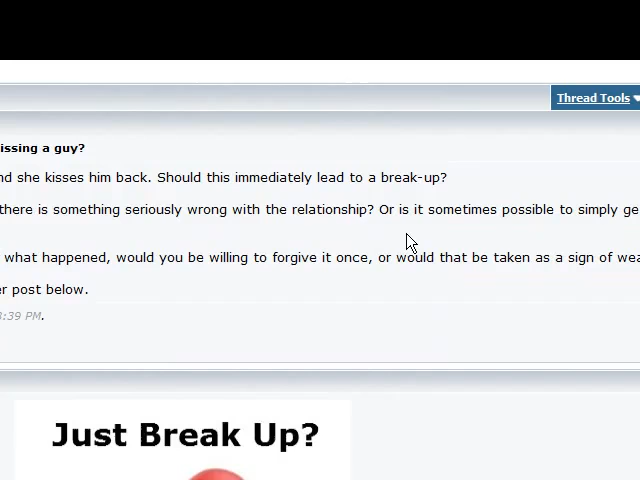 Thread Tools
issing a guy?
nd she kisses him back. Should this immediately lead to a break-up?
there is something seriously wrong with the relationship? Or is it sometimes possible to simply ge
what happened, would you be willing to forgive it once, or would that be taken as a sign of wea
er post below.
:39 PM.
Just Break Up?